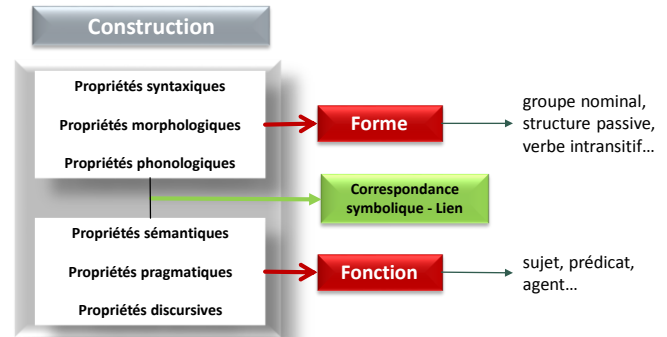 Construction
Propriétés syntaxiques
Propriétés morphologiques
Propriétés phonologiques
Forme
groupe nominal,
structure passive,
verbe intransitif…
Correspondance
symbolique - Lien
Propriétés sémantiques
Propriétés pragmatiques
Propriétés discursives
Fonction
sujet, prédicat,
agent…